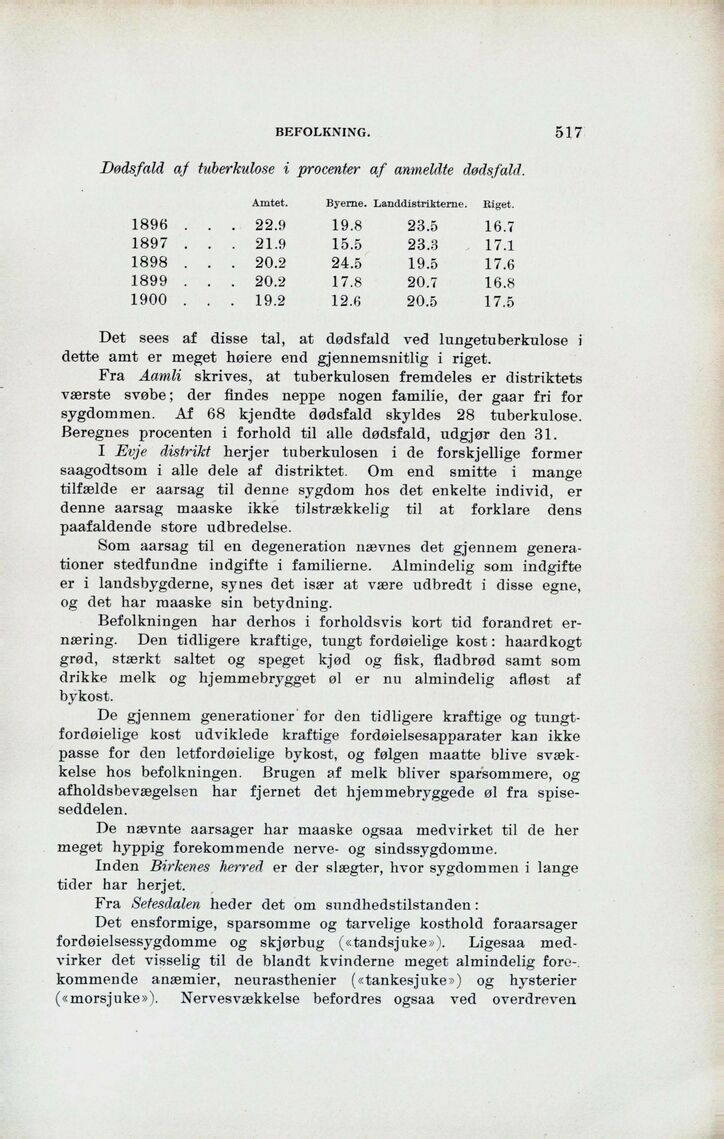 BEFOLKNING. 517
Dødsfald af tuberkulose i procenter af anmeldte dødsfald.
Amtet. Byerne. Landdistrikterne. Riget.
1896 . . . 22.9 19.8 23.5 16.7
1897 . . . 21.9 15.5 23.3 17.1
1898 . . . 20.2 24.5 19.5 17.6
1899 . . . 20.2 17.8 20.7 16.8
1900 . . . 19.2 12.6 20.5 17.5
Det sees af disse tal, at dødsfald ved lungetuberkulose i
dette amt er meget høiere end gjennemsnitlig i riget.
Fra Aamli skrives, at tuberkulosen fremdeles er distriktets
værste svøbe; der findes neppe nogen familie, der gaar fri for
sygdommen. Af 68 kjendte dødsfald skyldes 28 tuberkulose.
Beregnes procenten i forhold til alle dødsfald, udgjør den 31.
I Evje distrikt herjer tuberkulosen i de forskjellige former
saagodtsom i alle dele af distriktet. Om end smitte i mange
tilfælde er aarsag til denne sygdom hos det enkelte individ, er
denne aarsag maaske ikke tilstrækkelig til at forklare dens
paafaldende store udbredelse.
Som aarsag til en degeneration nævnes det gjennem genera-
tioner stedfundne indgifte i familierne. Almindelig som indgifte
er i landsbygderne, synes det især at være udbredt i disse egne,
og det har maaske sin betydning.
Befolkningen har derhos i forholdsvis kort tid forandret er-
næring. Den tidligere kraftige, tungt fordøielige kost: haardkogt
grød, stærkt saltet og speget kjød og fisk, fladbrød samt som
drikke melk og hjemmebrygget øl er nu almindelig afløst af
bykost.
De gjennem generationer for den tidligere kraftige og tungt-
fordøielige kost udviklede kraftige fordøielsesapparater kan ikke
passe for den letfordøielige bykost, og følgen maatte blive svæk-
kelse hos befolkningen. Brugen af melk bliver sparsommere, og
afholdsbevægelsen har fjernet det hjemmebryggede øl fra spise-
seddelen.
De nævnte aarsager har maaske ogsaa medvirket til de her
meget hyppig forekommende nerve- og sindssygdomme.
Inden Birkenes herred er der slægter, hvor sygdommen i lange
tider har herjet.
Fra Setesdalen heder det om sundhedstilstanden:
Det ensformige, sparsomme og tarvelige kosthold foraarsager
fordøielsessygdomme og skjørbug («tandsjuke»). Ligesaa med-
virker det visselig til de blandt kvinderne meget almindelig fore-
kommende anæmier, neurasthenier («tankesjuke») og hysterier
(«morsjuke»). Nervesvækkelse befordres ogsaa ved overdreven